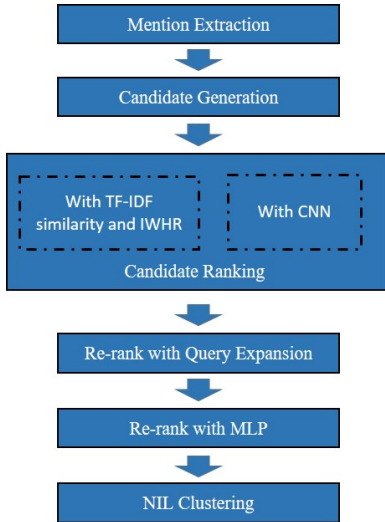 Mention Extraction
Candidate Generation
With TF-IDF
similarity and IWHR
With CNN
Candidate Ranking
Re-rank with Query Expansion
Re-rank with MLP
NIL Clustering